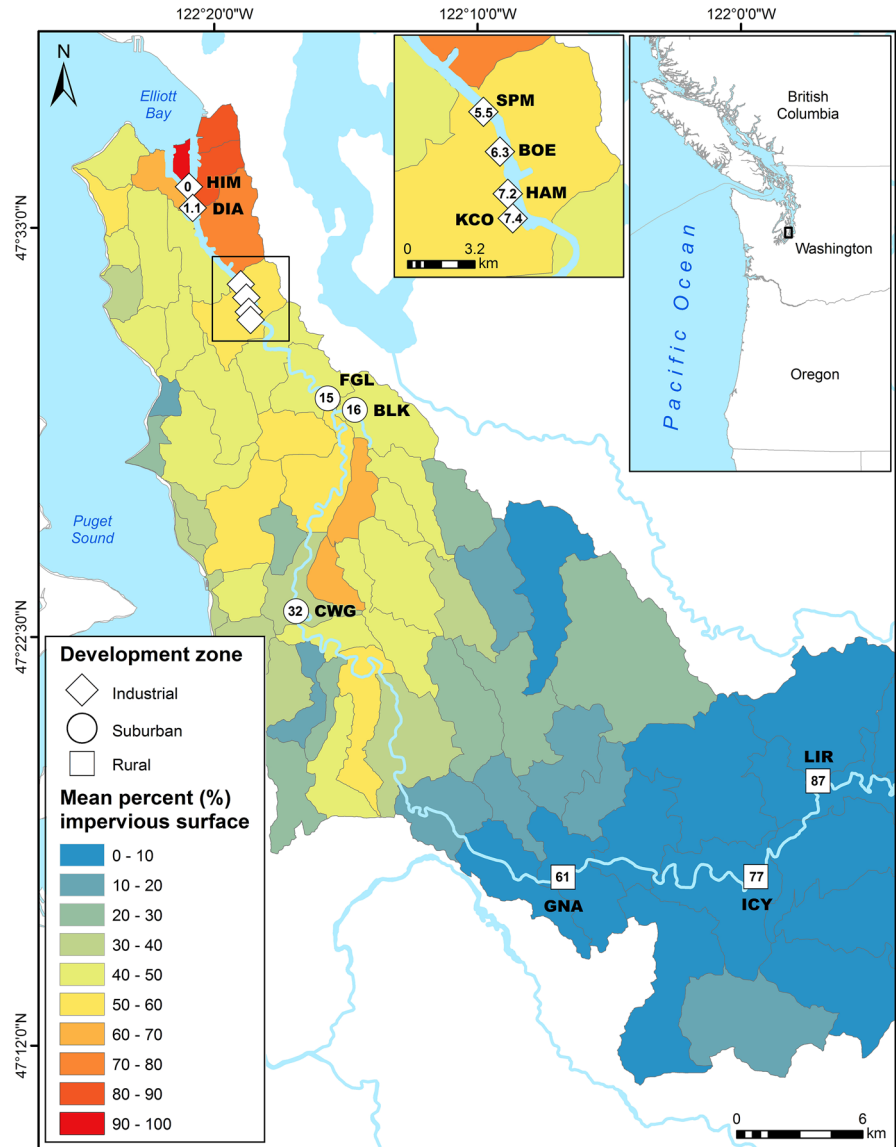 122°20'0"W
122°10'0"W
122°0'0"W
N
Elliott
Bay
HIM
0
DIA
1.1
47°33'0"N
SPM
5.5
BOE
6.3
HAM
7.2
KCO
7.4
0
3.2
km
British
Columbia
Washington
Pacific Ocean
Oregon
FGL
15
16
BLK
Puget
Sound
32
CWG
47°22'30"N
LIR
87
61
GNA
77
ICY
47°12'0"N
Development zone
Industrial
Suburban
Rural
Mean percent (%)
impervious surface
0 - 10
10 - 20
20 - 30
30 - 40
40 - 50
50 - 60
60 - 70
70 - 80
80 - 90
90 - 100
0
6
km